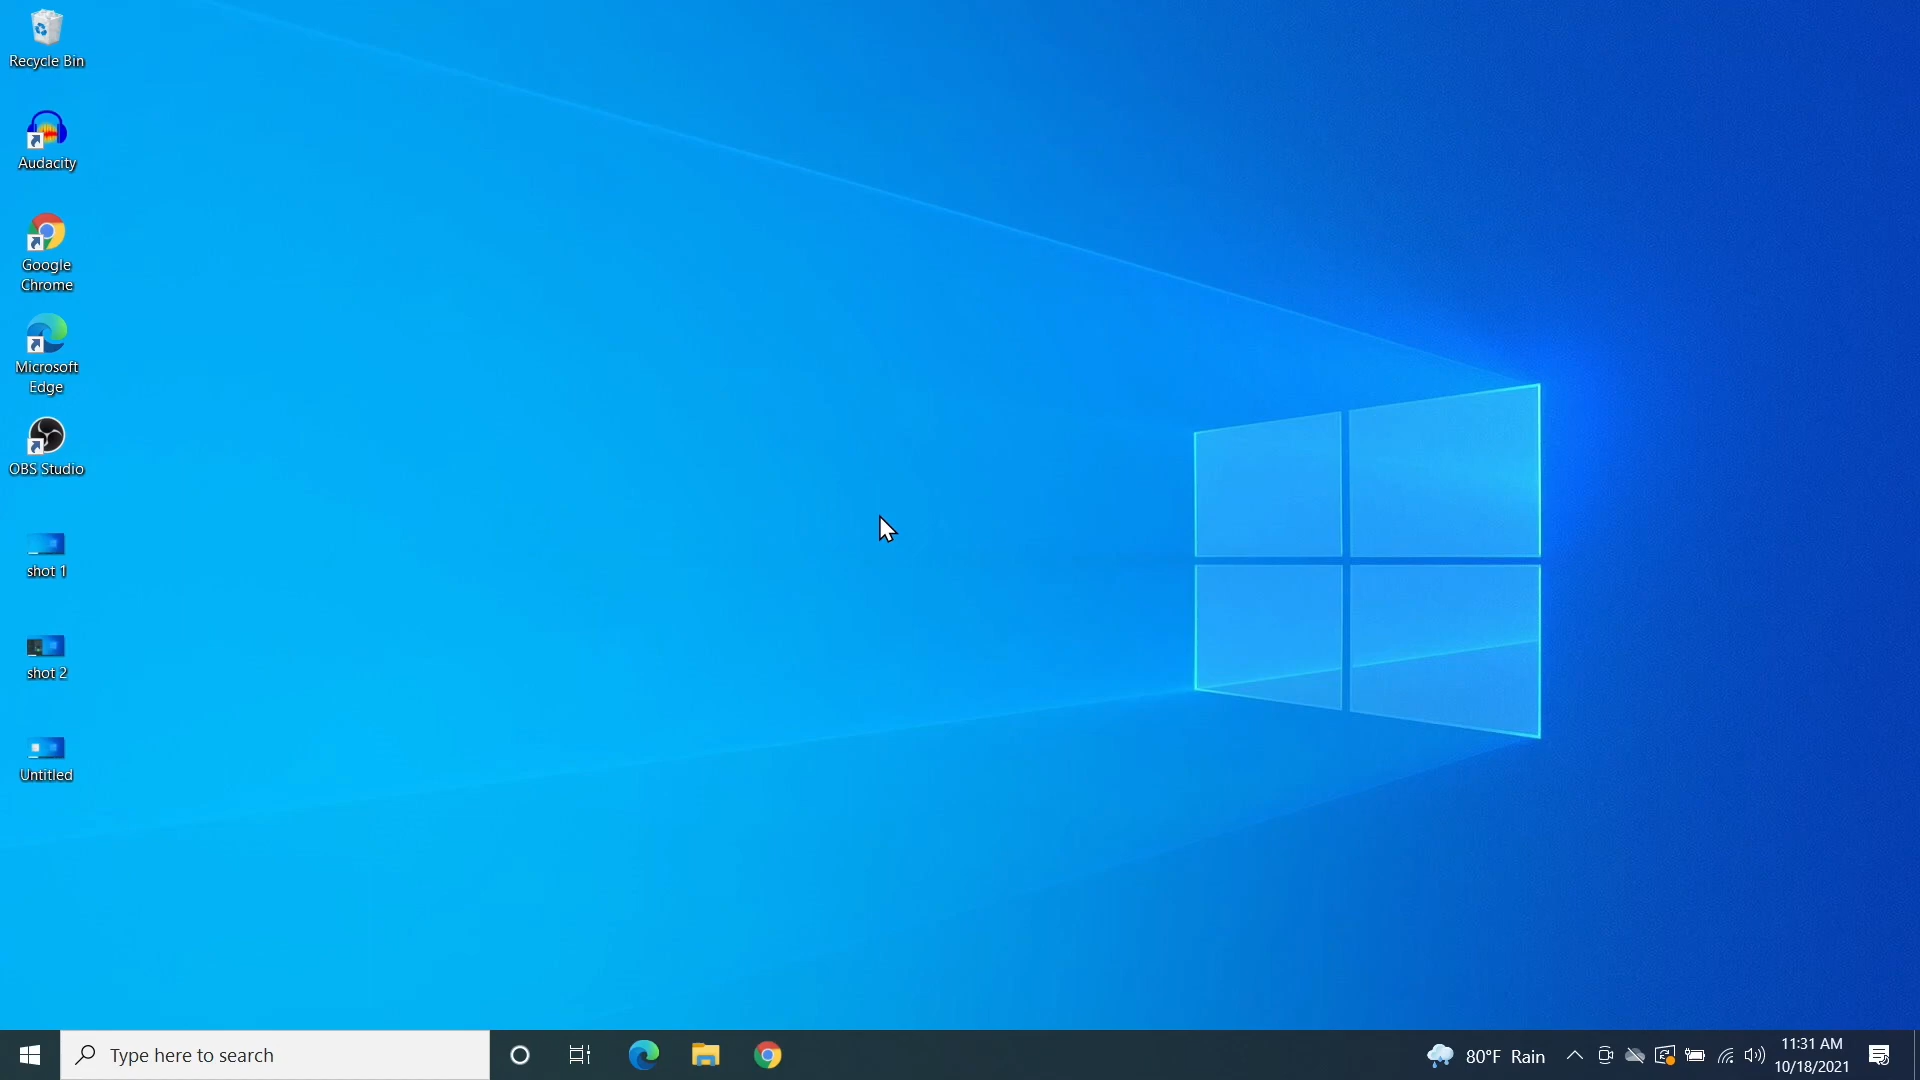 Recycle Bin
Audacity
Google
Chrome
Microsoft
Edge
OBS Studio
shot 1
shot 2
Untitled
Type here to search
80°F Rain
11:31 AM
10/18/2021